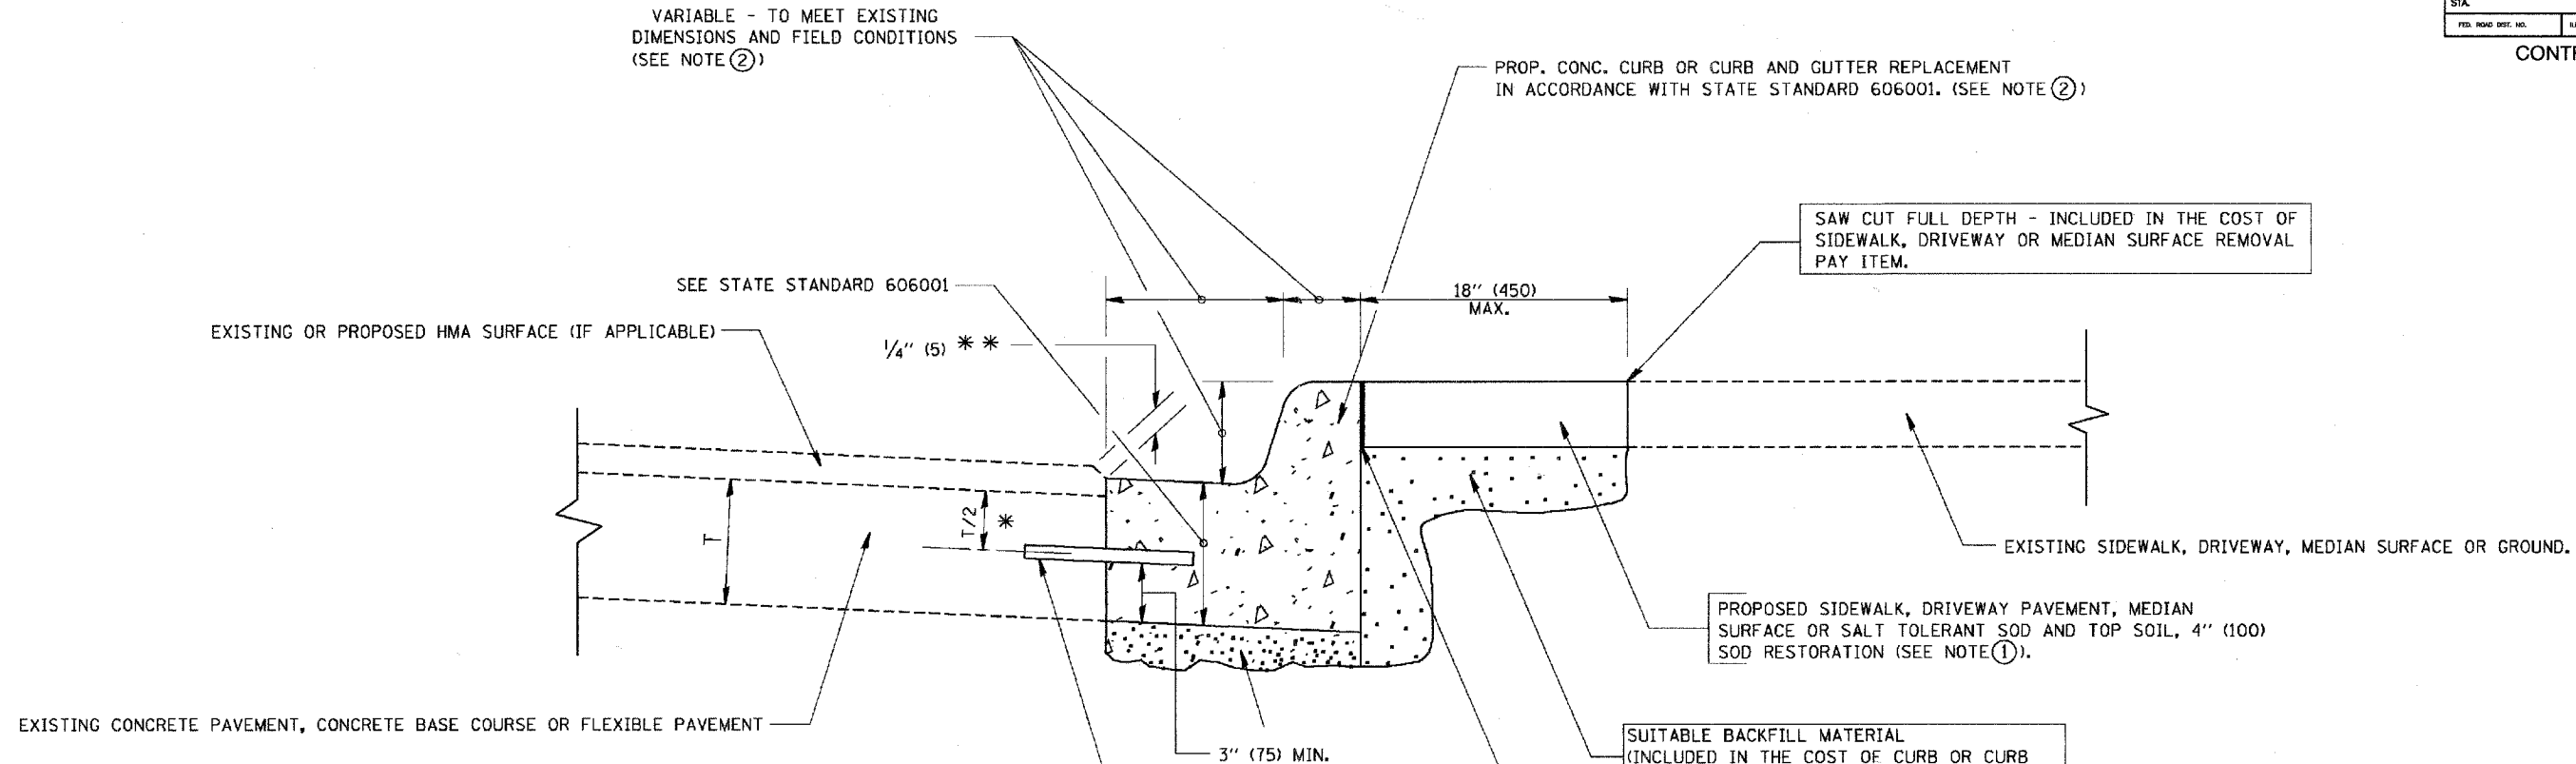 STA.
FED. ROAD DIST. NO.
CONT
VARIABLE - TO MEET EXISTING
DIMENSIONS AND FIELD CONDITIONS
(SEE NOTE ②)
PROP. CONC. CURB OR CURB AND GUTTER REPLACEMENT
IN ACCORDANCE WITH STATE STANDARD 606001. (SEE NOTE ②)
SAW CUT FULL DEPTH - INCLUDED IN THE COST OF
SIDEWALK, DRIVEWAY OR MEDIAN SURFACE REMOVAL
PAY ITEM.
SEE STATE STANDARD 606001
18" (450)
MAX.
EXISTING OR PROPOSED HMA SURFACE (IF APPLICABLE)
1/4" (5) **
T
T/2 *
EXISTING SIDEWALK, DRIVEWAY, MEDIAN SURFACE OR GROUND.
PROPOSED SIDEWALK, DRIVEWAY PAVEMENT, MEDIAN
SURFACE OR SALT TOLERANT SOD AND TOP SOIL, 4" (100)
SOD RESTORATION (SEE NOTE ①).
EXISTING CONCRETE PAVEMENT, CONCRETE BASE COURSE OR FLEXIBLE PAVEMENT
3" (75) MIN.
SUITABLE BACKFILL MATERIAL
(INCLUDED IN THE COST OF CURB OR CURB